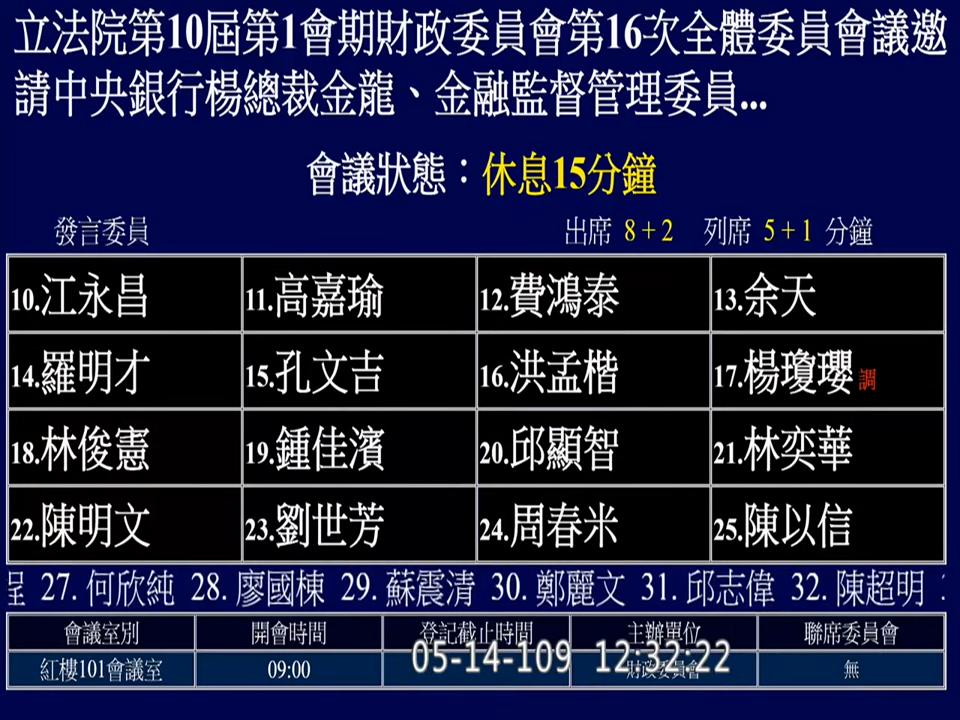 立法院第10屆第1會期財政委員會第16次全體委員會議邀
請中央銀行楊總裁金龍、金融監督管理委員...
會議狀態：休息15分鐘
發言委員 出席 8 + 2 列席 5 + 1 分鐘
10.江永昌 11.高嘉瑜 12.費鴻泰 13.余天
14.羅明才 15.孔文吉 16.洪孟楷 17.楊瓊瓔 調
18.林俊憲 19.鍾佳濱 20.邱顯智 21.林奕華
22.陳明文 23.劉世芳 24.周春米 25.陳以信
程 27. 何欣純 28. 廖國棟 29. 蘇震清 30. 鄭麗文 31. 邱志偉 32. 陳超明
會議室別 開會時間 登記截止時間 主辦單位 聯席委員會
紅樓101會議室 09:00 財政委員會 無
05-14-109 12:32:22